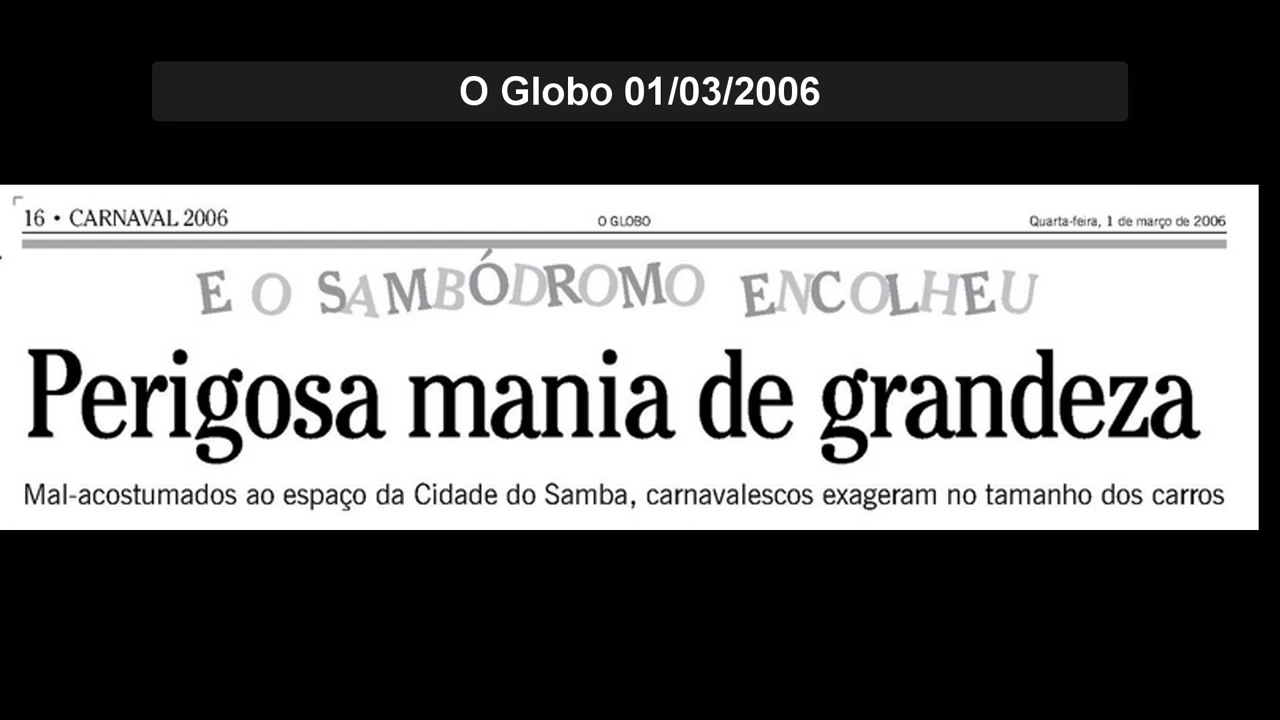 O Globo 01/03/2006
16 • CARNAVAL 2006
O GLOBO
Quarta-feira, 1 de março de 2006
E O SAMBÓDROMO ENCOLHEU
Perigosa mania de grandeza
Mal-acostumados ao espaço da Cidade do Samba, carnavalescos exageram no tamanho dos carros